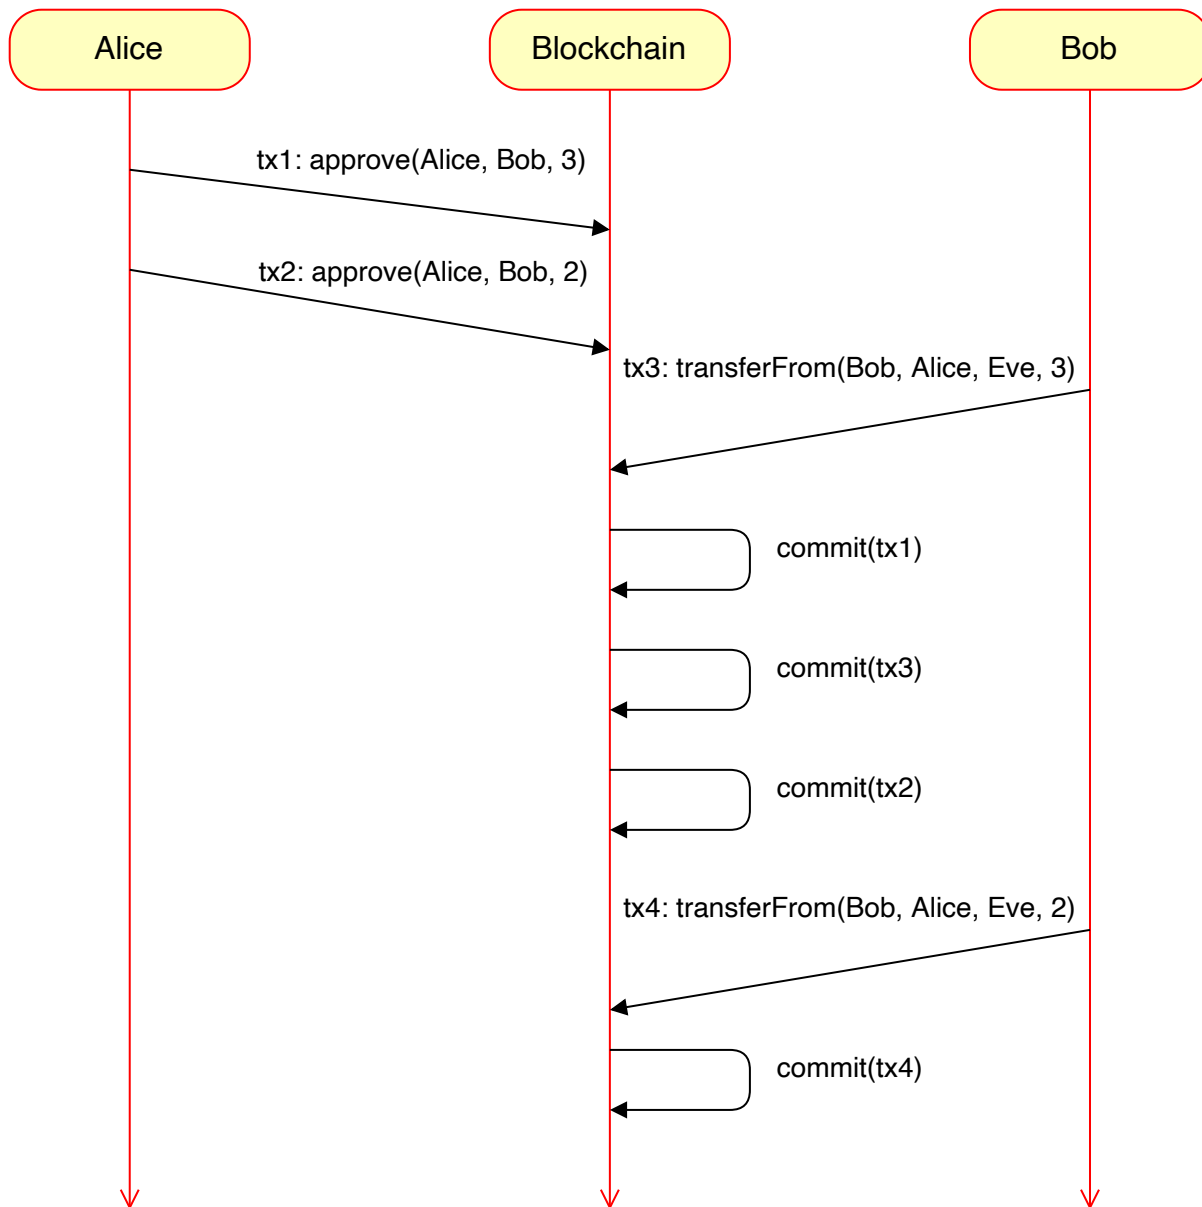 Alice
Blockchain
Bob
tx1: approve(Alice, Bob, 3)
tx2: approve(Alice, Bob, 2)
tx3: transferFrom(Bob, Alice, Eve, 3)
commit(tx1)
commit(tx3)
commit(tx2)
tx4: transferFrom(Bob, Alice, Eve, 2)
commit(tx4)